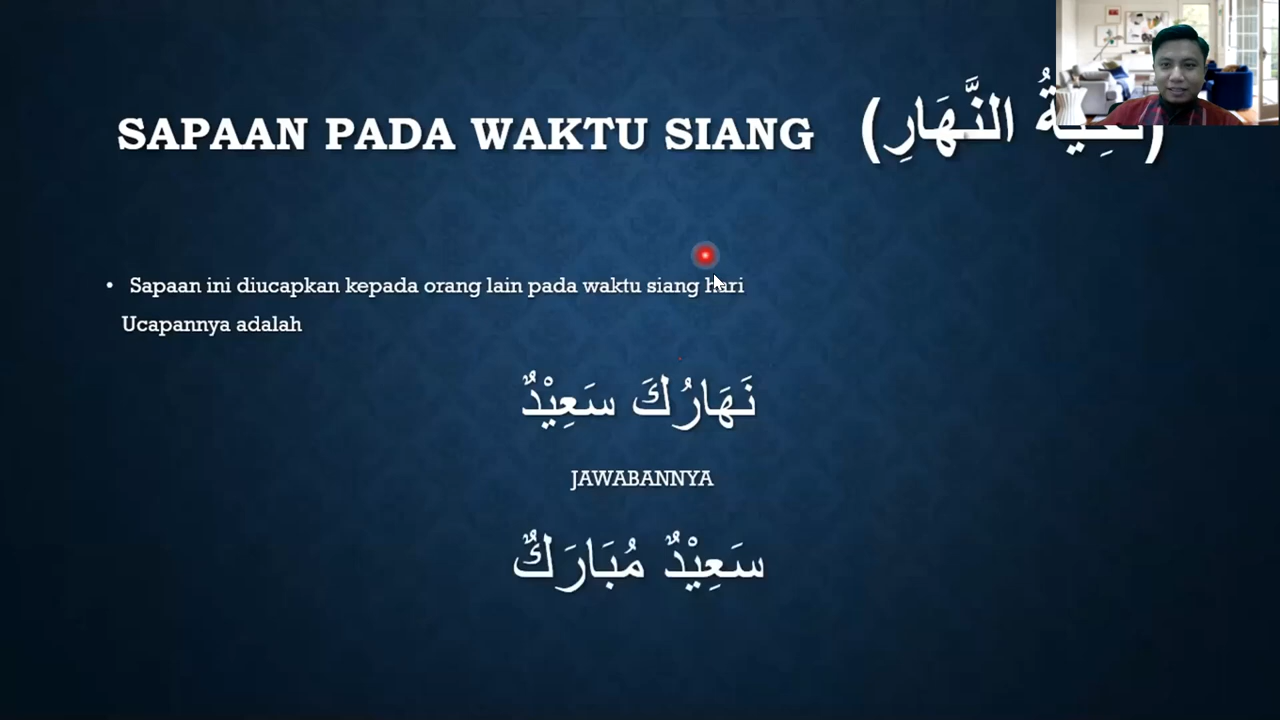 SAPAAN PADA WAKTU SIANG (تَحِيَّةُ النَّهَارِ)
• Sapaan ini diucapkan kepada orang lain pada waktu siang hari
Ucapannya adalah
نَهَارُكَ سَعِيْدٌ
JAWABANNYA
سَعِيْدٌ مُبَارَكٌ